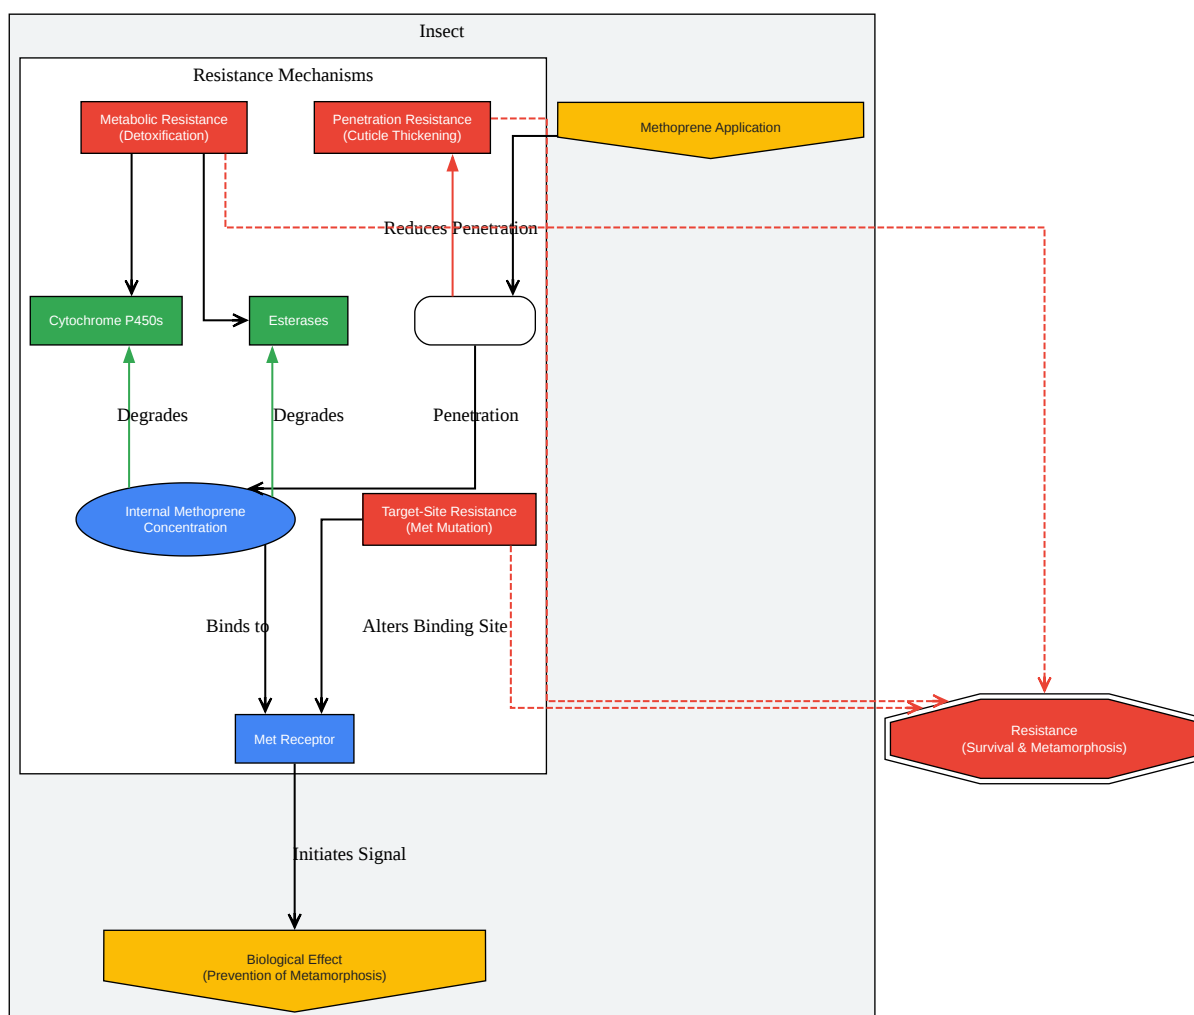 Insect
Resistance Mechanisms
Metabolic Resistance
(Detoxification)
Penetration Resistance
(Cuticle Thickening)
Methoprene Application
Reduces Penetration
Cytochrome P450s
Esterases
Degrades
Degrades
Penetration
Internal Methoprene
Concentration
Target-Site Resistance
(Met Mutation)
Binds to
Alters Binding Site
Met Receptor
Resistance
(Survival & Metamorphosis)
Initiates Signal
Biological Effect
(Prevention of Metamorphosis)